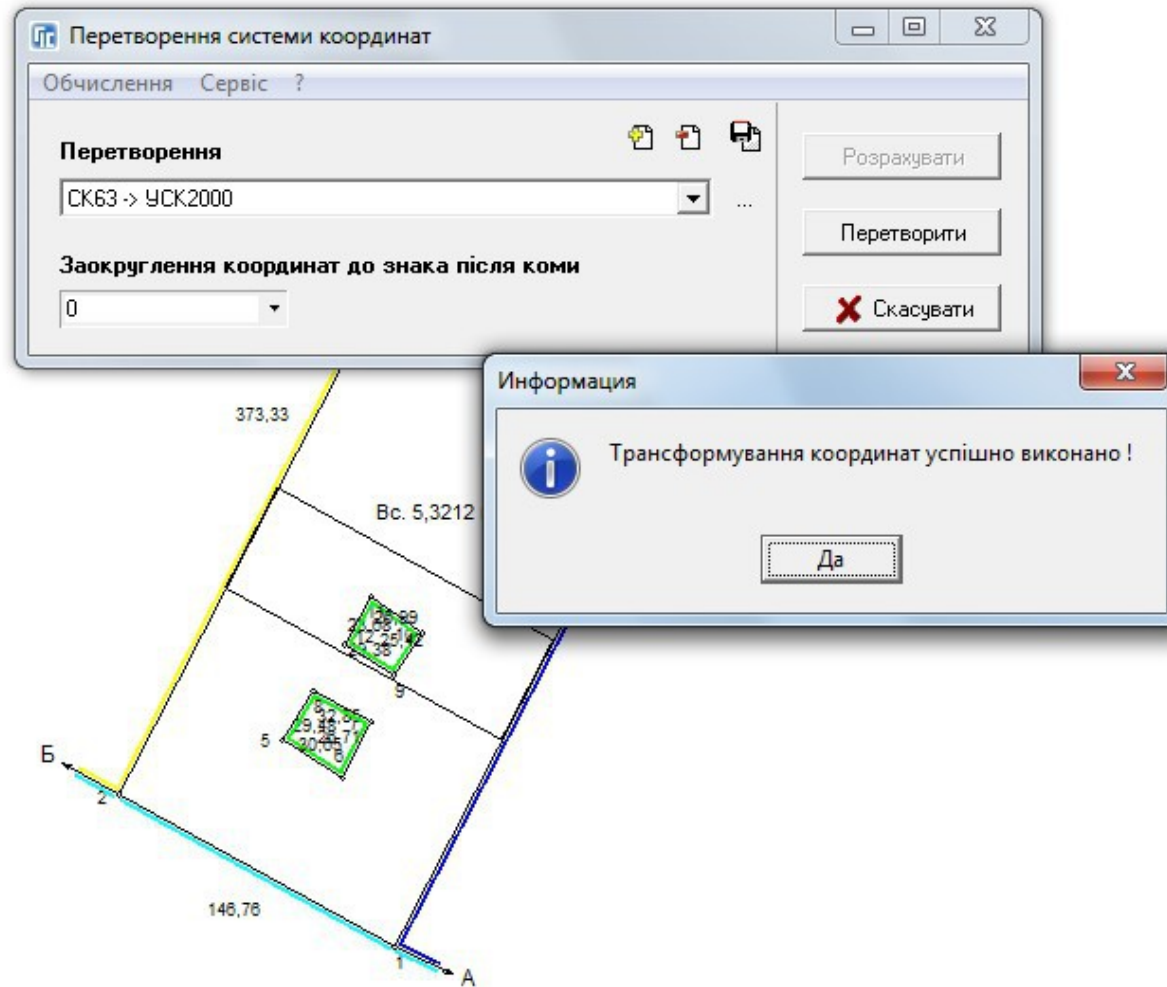 Перетворення системи координат
Обчислення Сервіс ?
Перетворення
Розрахувати
СК63 -> УСК2000
...
Перетворити
Заокруглення координат до знака після коми
0
Скасувати
Информация
373,33
Трансформування координат успішно виконано !
Вс. 5,3212
Да
9
5
6
Б
2
146,76
1
А